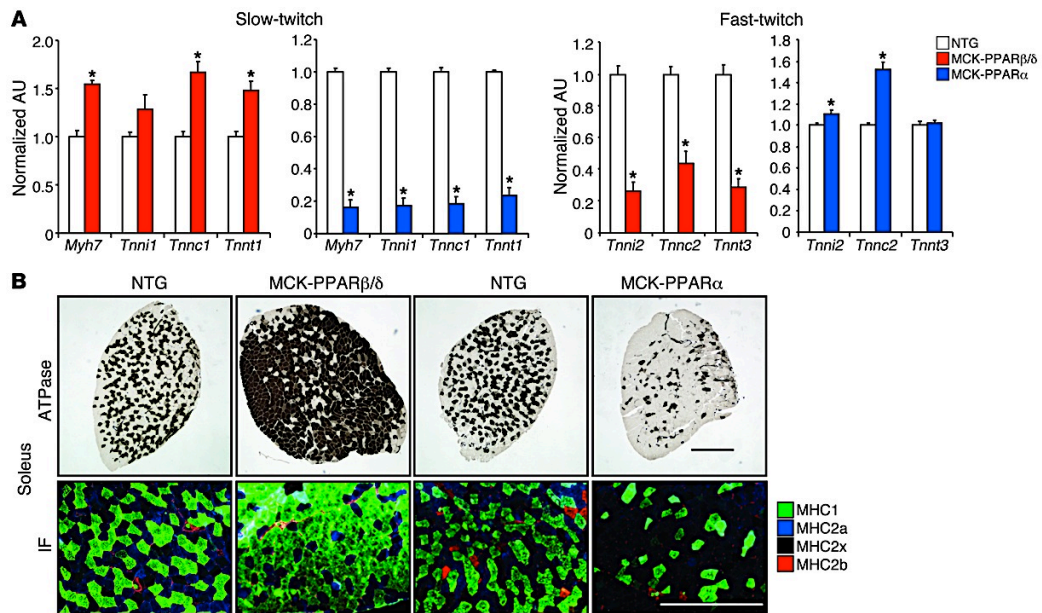 A
Slow-twitch
Fast-twitch
NTG
MCK-PPARβ/δ
MCK-PPARα
Normalized AU
2.0
1.5
1.0
0.5
0
Myh7 Tnni1 Tnnc1 Tnnt1
* * *
1.2
1.0
0.8
0.6
0.4
0.2
0
Myh7 Tnni1 Tnnc1 Tnnt1
* * * *
Normalized AU
1.2
1.0
0.8
0.6
0.4
0.2
0
Tnni2 Tnnc2 Tnnt3
* * *
1.8
1.6
1.4
1.2
1.0
0.8
0.6
0.4
0.2
0
Tnni2 Tnnc2 Tnnt3
* *
B
NTG MCK-PPARβ/δ NTG MCK-PPARα
Soleus
ATPase
IF
MHC1
MHC2a
MHC2x
MHC2b